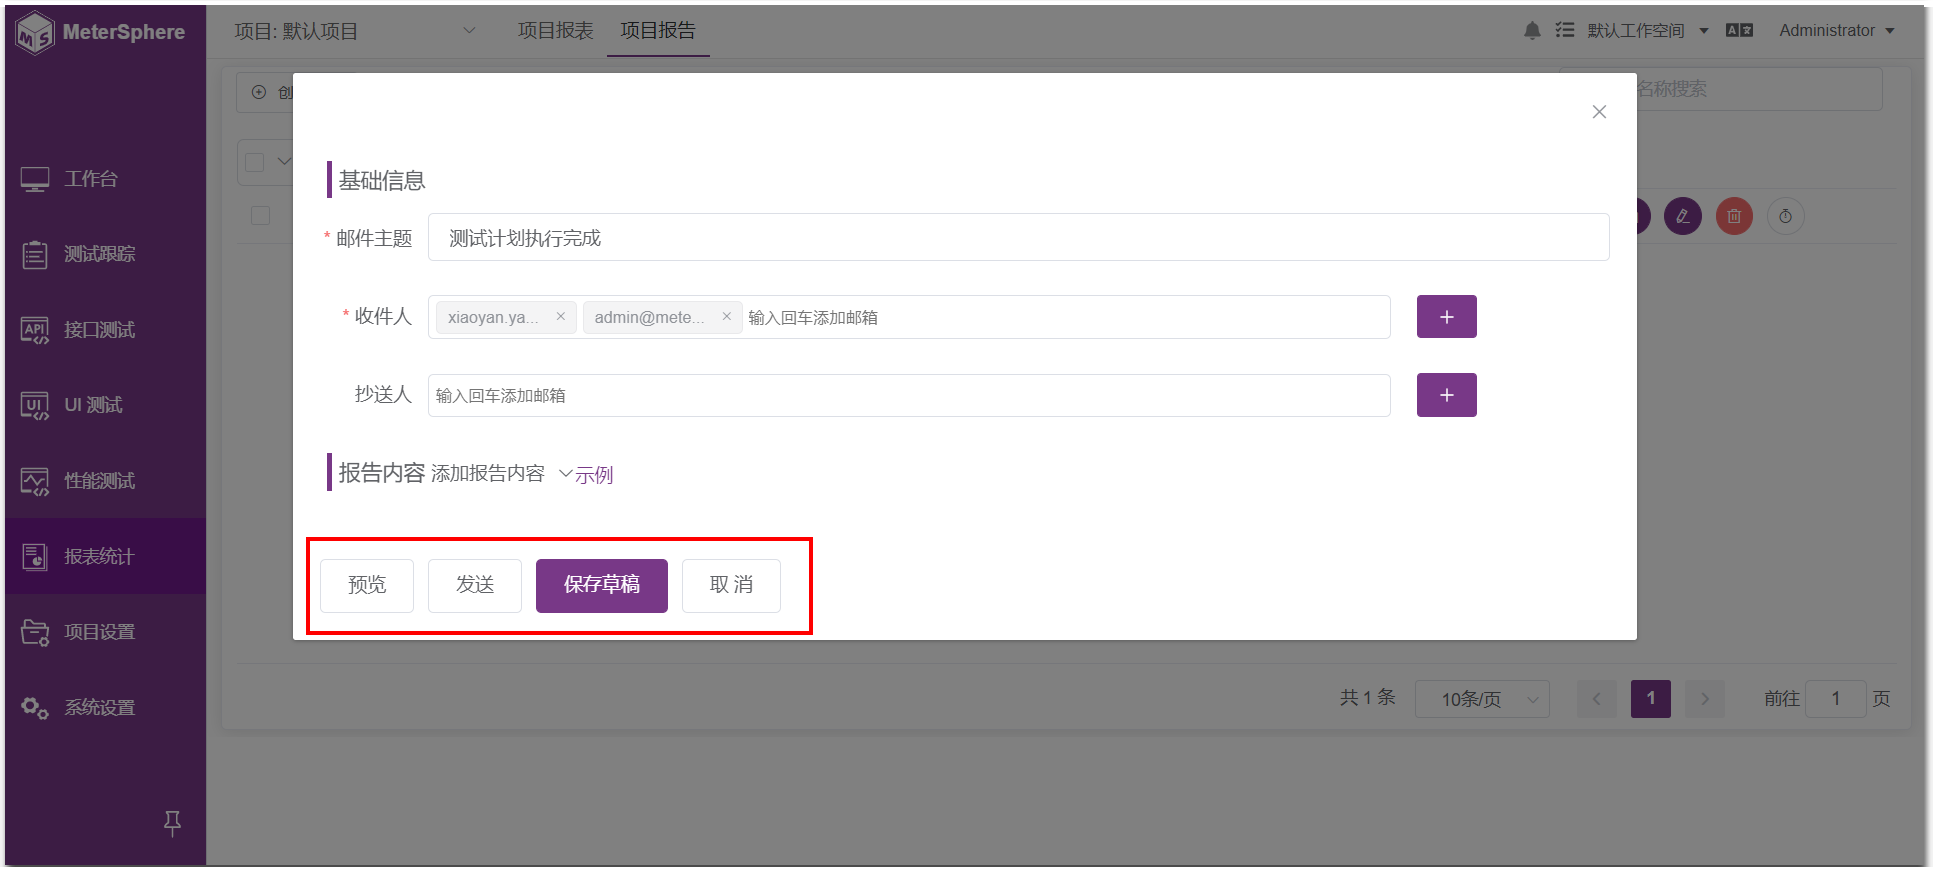 MeterSphere
项目: 默认项目
项目报表
项目报告
默认工作空间
Administrator
创
名称搜索
工作台
测试跟踪
接口测试
UI 测试
性能测试
报表统计
项目设置
系统设置
基础信息
* 邮件主题 测试计划执行完成
* 收件人 xiaoyan.ya... × admin@mete... × 输入回车添加邮箱 +
抄送人 输入回车添加邮箱 +
报告内容 添加报告内容 示例
预览 发送 保存草稿 取 消
共 1 条 10条/页 < 1 > 前往 1 页